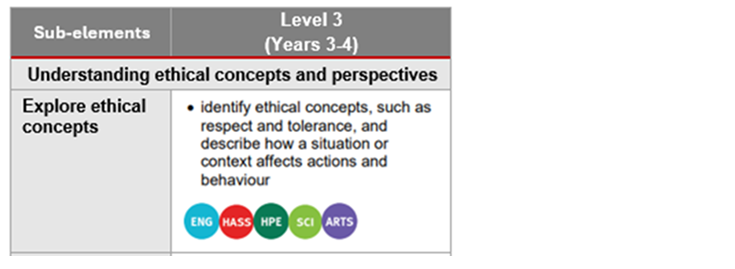 Sub-elements
Level 3
(Years 3-4)
Understanding ethical concepts and perspectives
Explore ethical
concepts
• identify ethical concepts, such as
respect and tolerance, and
describe how a situation or
context affects actions and
behaviour
ENG HASS HPE SCI ARTS